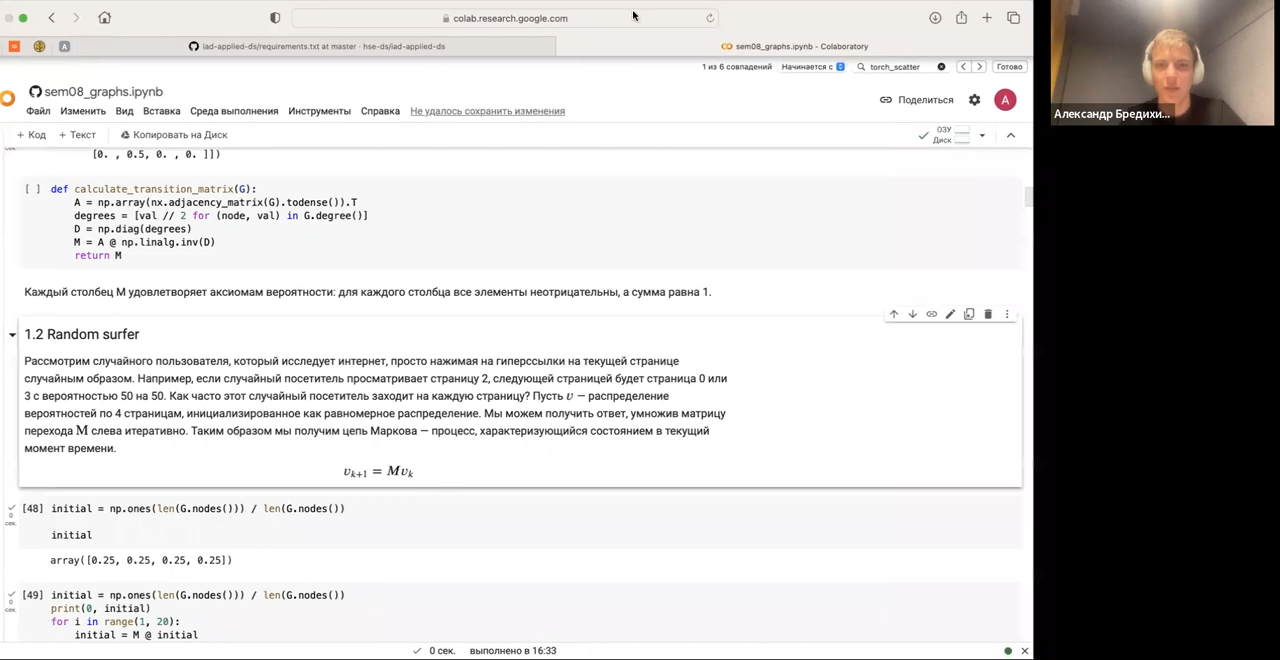 colab.research.google.com
iad-applied-ds/requirements.txt at master · hse-ds/iad-applied-ds
sem08_graphs.ipynb - Colaboratory
1 из 6 совпадений Начинается с torch_scatter Готово
sem08_graphs.ipynb
Файл Изменить Вид Вставка Среда выполнения Инструменты Справка Не удалось сохранить изменения
Поделиться
A
+ Код + Текст Копировать на Диск
ОЗУ
Диск
[0. , 0.5, 0. , 0. ]])
[ ] def calculate_transition_matrix(G):
A = np.array(nx.adjacency_matrix(G).todense()).T
degrees = [val // 2 for (node, val) in G.degree()]
D = np.diag(degrees)
M = A @ np.linalg.inv(D)
return M
Каждый столбец M удовлетворяет аксиомам вероятности: для каждого столбца все элементы неотрицательны, а сумма равна 1.
1.2 Random surfer
Рассмотрим случайного пользователя, который исследует интернет, просто нажимая на гиперссылки на текущей странице
случайным образом. Например, если случайный посетитель просматривает страницу 2, следующей страницей будет страница 0 или
3 с вероятностью 50 на 50. Как часто этот случайный посетитель заходит на каждую страницу? Пусть v — распределение
вероятностей по 4 страницам, инициализированное как равномерное распределение. Мы можем получить ответ, умножив матрицу
перехода M слева итеративно. Таким образом мы получим цепь Маркова — процесс, характеризующийся состоянием в текущий
момент времени.
v_{k+1} = Mv_k
[48] initial = np.ones(len(G.nodes())) / len(G.nodes())
0
сек.
initial
array([0.25, 0.25, 0.25, 0.25])
[49] initial = np.ones(len(G.nodes())) / len(G.nodes())
0
сек.
print(0, initial)
for i in range(1, 20):
initial = M @ initial
0 сек. выполнено в 16:33
Александр Бредихи...